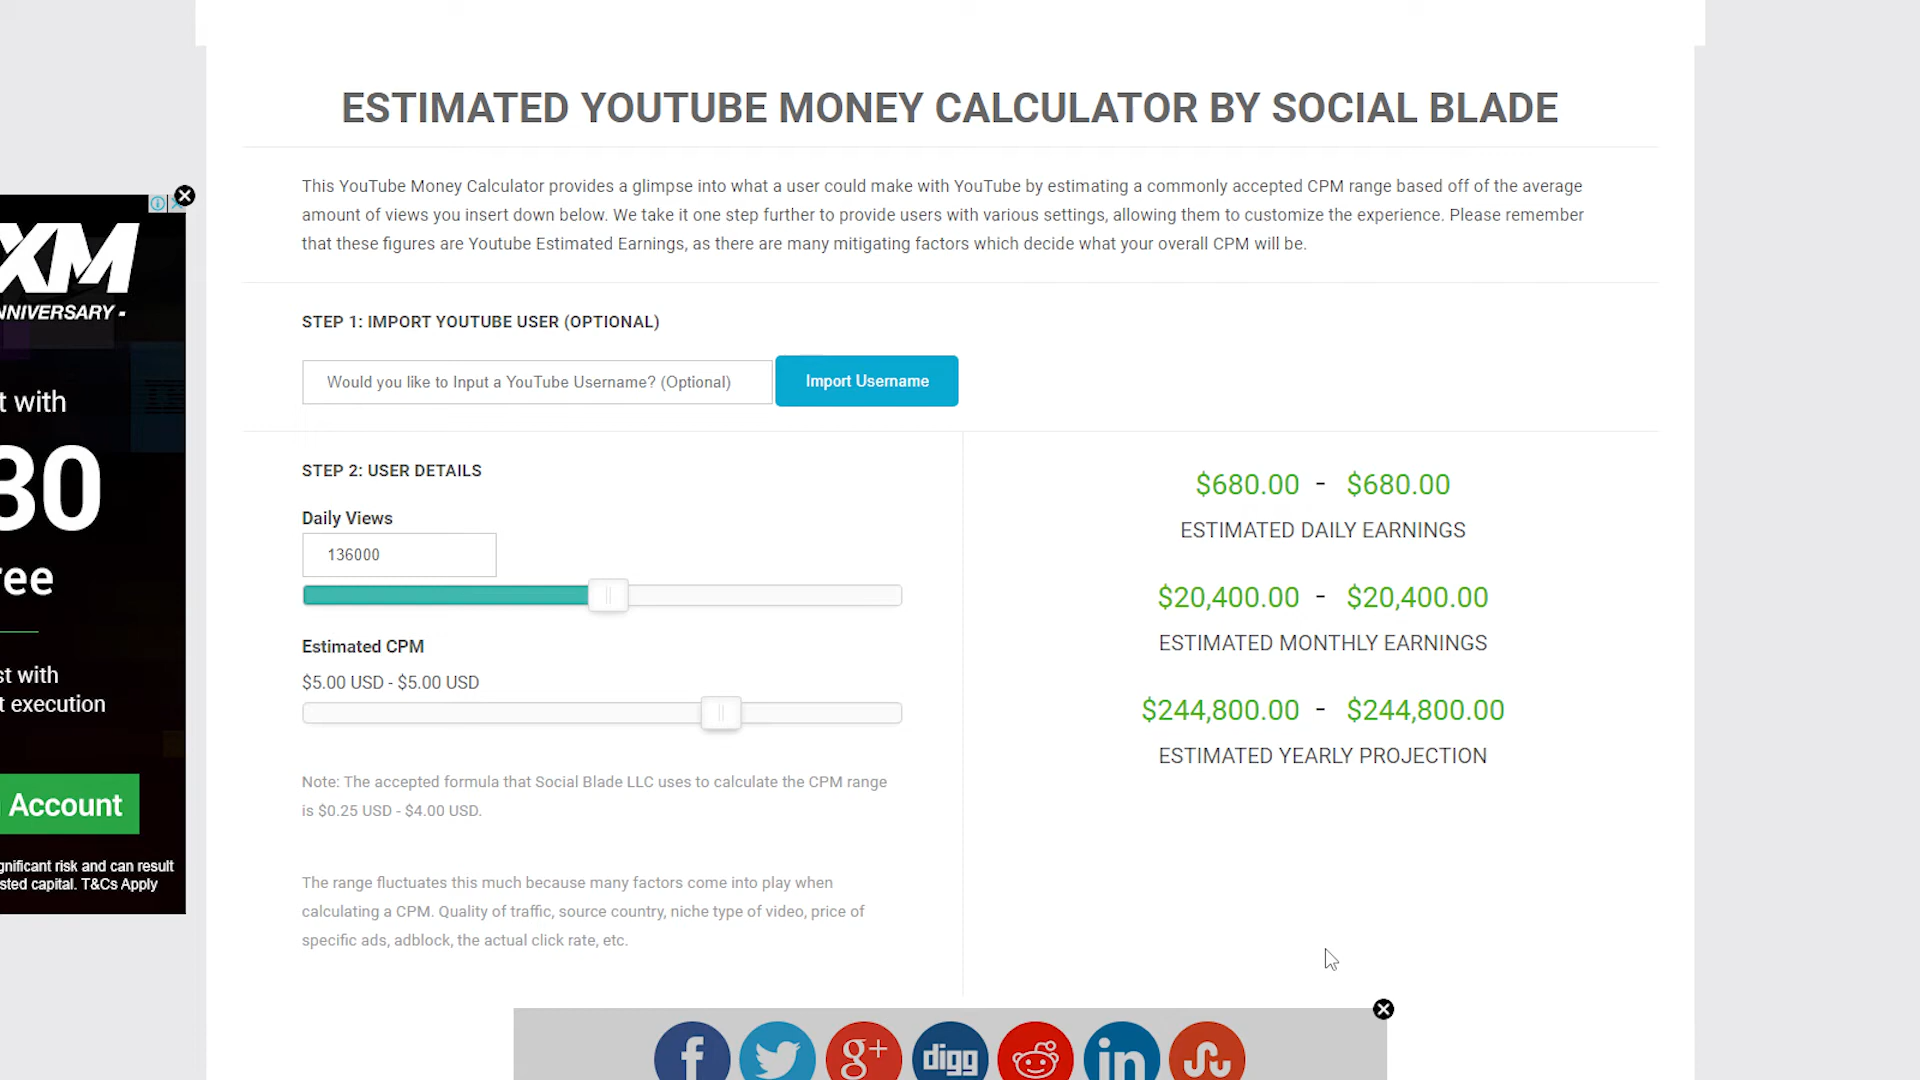 ESTIMATED YOUTUBE MONEY CALCULATOR BY SOCIAL BLADE
This YouTube Money Calculator provides a glimpse into what a user could make with YouTube by estimating a commonly accepted CPM range based off of the average
amount of views you insert down below. We take it one step further to provide users with various settings, allowing them to customize the experience. Please remember
that these figures are Youtube Estimated Earnings, as there are many mitigating factors which decide what your overall CPM will be.
STEP 1: IMPORT YOUTUBE USER (OPTIONAL)
Would you like to Input a YouTube Username? (Optional)
Import Username
STEP 2: USER DETAILS
Daily Views
136000
Estimated CPM
$5.00 USD - $5.00 USD
Note: The accepted formula that Social Blade LLC uses to calculate the CPM range
is $0.25 USD - $4.00 USD.
The range fluctuates this much because many factors come into play when
calculating a CPM. Quality of traffic, source country, niche type of video, price of
specific ads, adblock, the actual click rate, etc.
$680.00 - $680.00
ESTIMATED DAILY EARNINGS
$20,400.00 - $20,400.00
ESTIMATED MONTHLY EARNINGS
$244,800.00 - $244,800.00
ESTIMATED YEARLY PROJECTION
XM
NNIVERSARY -
t with
30
ree
st with
t execution
Account
gnificant risk and can result
sted capital. T&Cs Apply
f
g+
digg
in